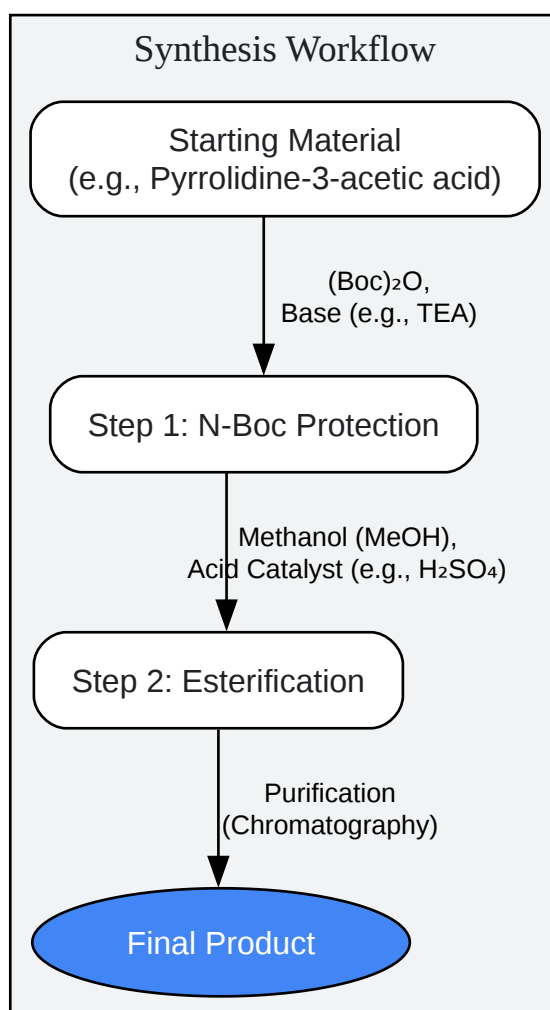 Synthesis Workflow
Starting Material
(e.g., Pyrrolidine-3-acetic acid)
(Boc)₂O,
Base (e.g., TEA)
Step 1: N-Boc Protection
Methanol (MeOH),
Acid Catalyst (e.g., H₂SO₄)
Step 2: Esterification
Purification
(Chromatography)
Final Product